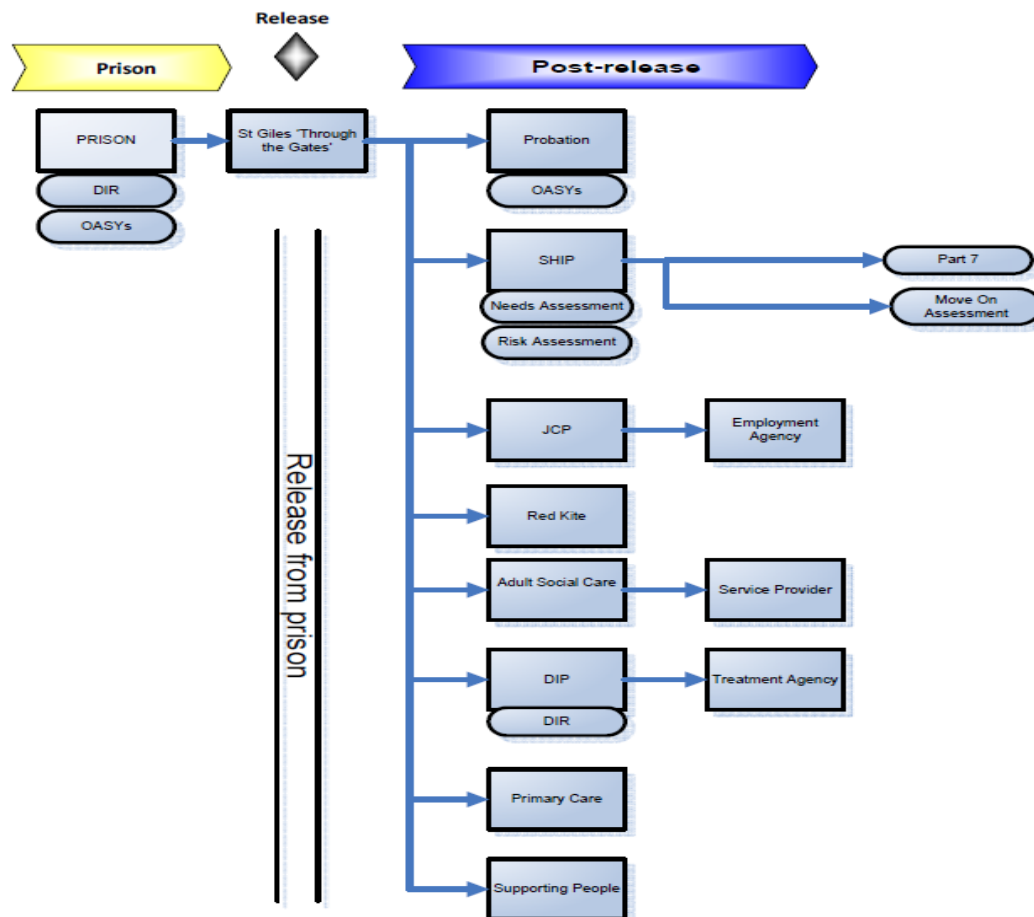 Release
Prison
Post-release
PRISON
DIR
OASYs
St Giles 'Through
the Gates'
Release from prison
Probation
OASYs
SHIP
Needs Assessment
Risk Assessment
Part 7
Move On
Assessment
JCP
Employment
Agency
Red Kite
Adult Social Care
Service Provider
DIP
DIR
Treatment Agency
Primary Care
Supporting People